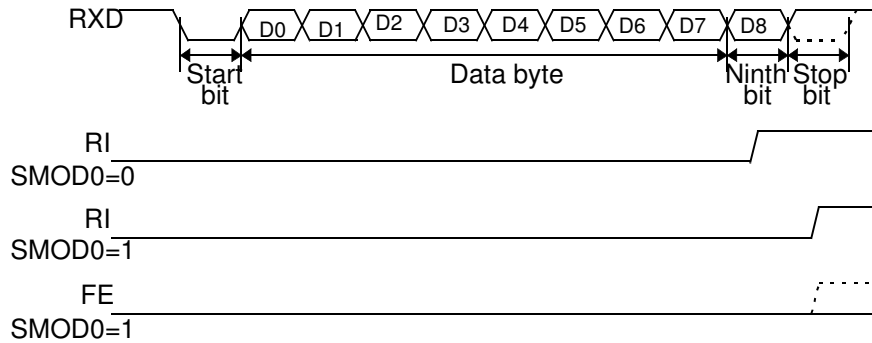 RXD
D0 D1 D2 D3 D4 D5 D6 D7 D8
Start bit
Data byte
Ninth bit
Stop bit
RI
SMOD0=0
RI
SMOD0=1
FE
SMOD0=1